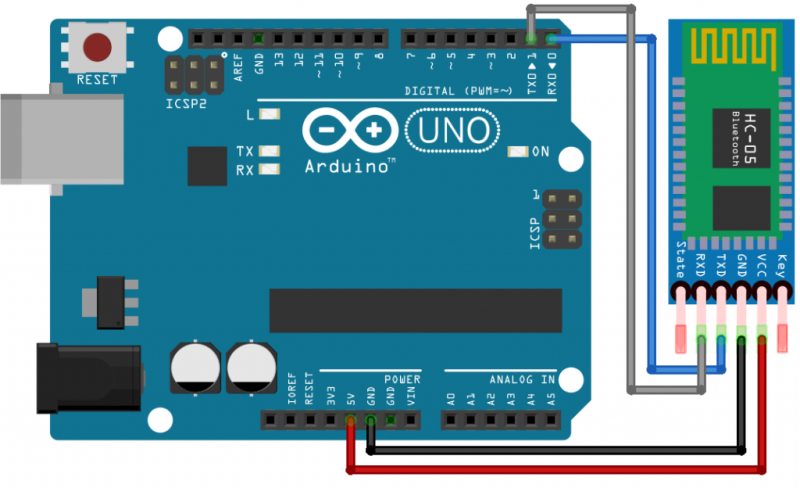 RESET
ICSP2
AREF
GND
13
12
~11
~10
~9
8
7
~6
~5
4
~3
2
TX0▶1
RX0◀0
DIGITAL (PWM=~)
L
TX
RX
UNO
Arduino™
ON
1
ICSP
IOREF
RESET
3V3
5V
GND
GND
VIN
POWER
ANALOG IN
A0
A1
A2
A3
A4
A5
HC-05
Bluetooth
State
RXD
TXD
GND
VCC
Key